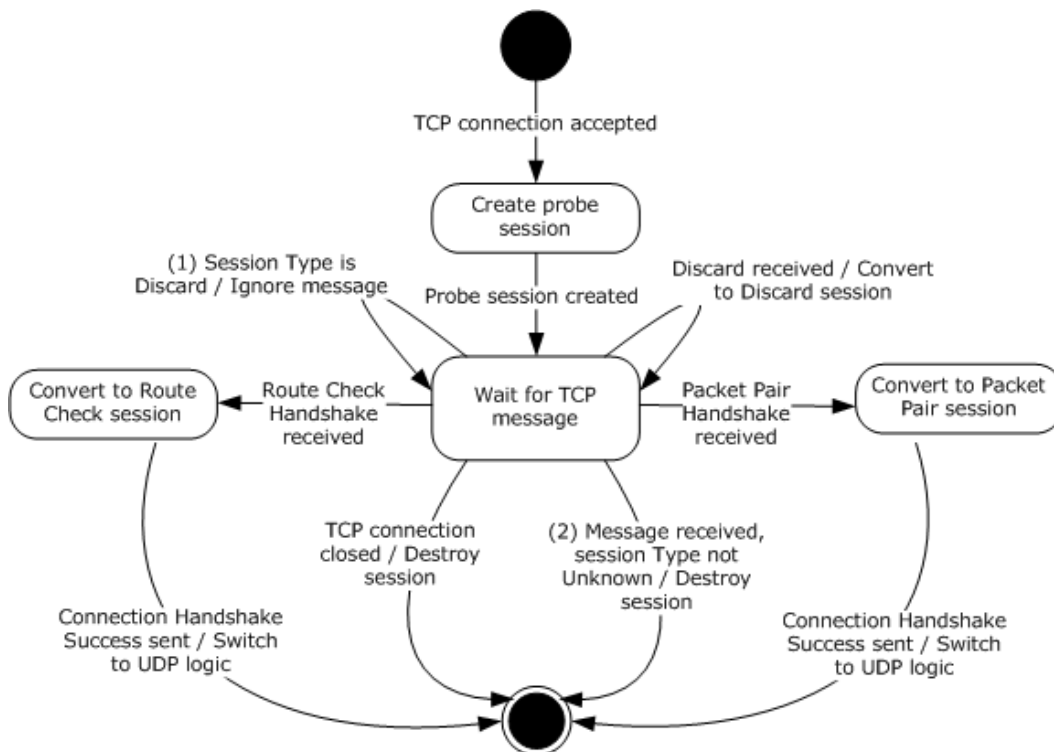 TCP connection accepted
Create probe
session
(1) Session Type is
Discard / Ignore message
Probe session created
Discard received / Convert
to Discard session
Convert to Route
Check session
Route Check
Handshake
received
Wait for TCP
message
Packet Pair
Handshake
received
Convert to Packet
Pair session
TCP connection
closed / Destroy
session
(2) Message received,
session Type not
Unknown / Destroy
session
Connection Handshake
Success sent / Switch
to UDP logic
Connection Handshake
Success sent / Switch
to UDP logic